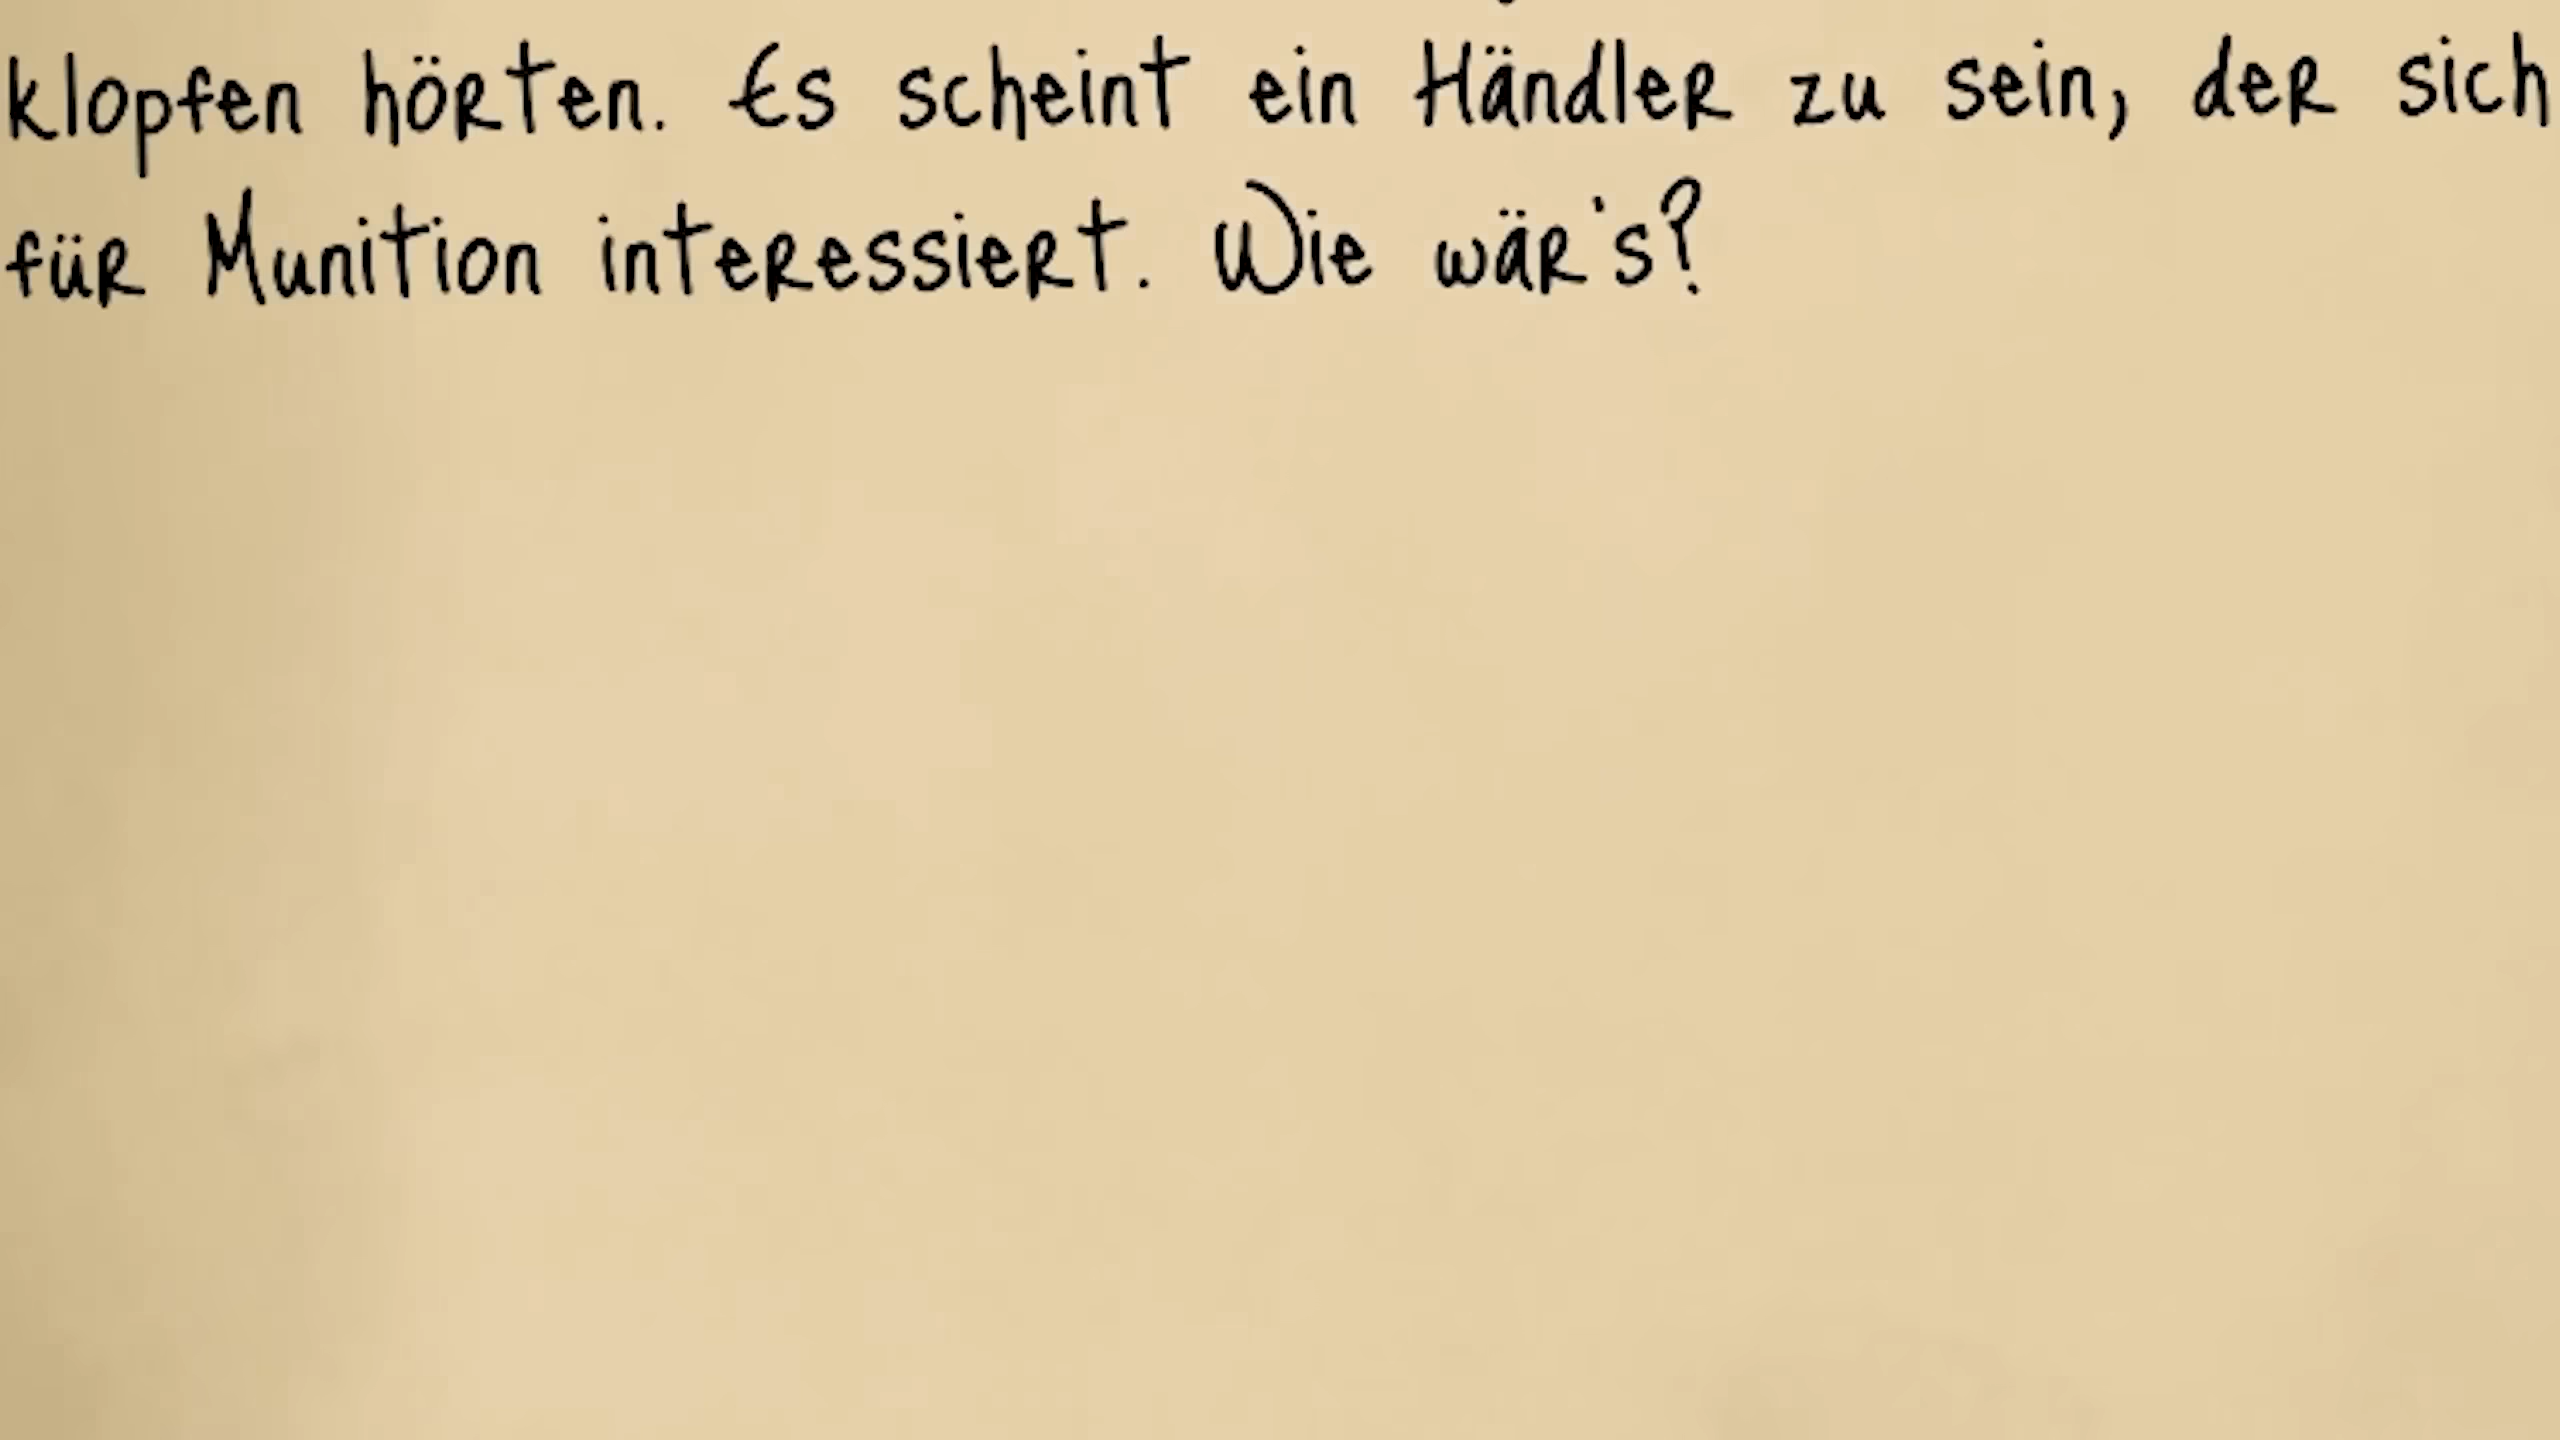 klopfen hörten. Es scheint ein Händler zu sein, der sich
für Munition interessiert. Wie wär's?